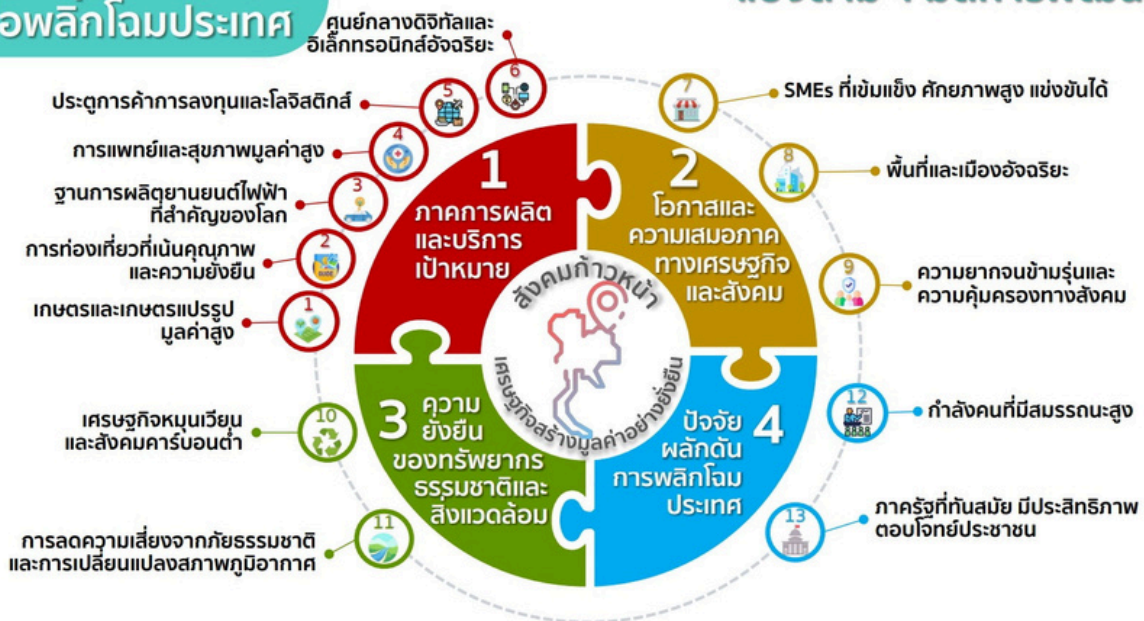 พลิกโฉมประเทศ
ศูนย์กลางดิจิทัลและ
อิเล็กทรอนิกส์อัจฉริยะ
6
ประตูการค้าการลงทุนและโลจิสติกส์
5
การแพทย์และสุขภาพมูลค่าสูง
4
ฐานการผลิตยานยนต์ไฟฟ้า
ที่สำคัญของโลก
3
การท่องเที่ยวที่เน้นคุณภาพ
และความยั่งยืน
2
GUIDE
เกษตรและเกษตรแปรรูป
มูลค่าสูง
1
1
ภาคการผลิต
และบริการ
เป้าหมาย
2
โอกาสและ
ความเสมอภาค
ทางเศรษฐกิจ
และสังคม
7
SMEs ที่เข้มแข็ง ศักยภาพสูง แข่งขันได้
8
พื้นที่และเมืองอัจฉริยะ
9
ความยากจนข้ามรุ่นและ
ความคุ้มครองทางสังคม
สังคมก้าวหน้า
เศรษฐกิจสร้างมูลค่าอย่างยั่งยืน
3
ความ
ยั่งยืน
ของทรัพยากร
ธรรมชาติและ
สิ่งแวดล้อม
10
เศรษฐกิจหมุนเวียน
และสังคมคาร์บอนต่ำ
11
การลดความเสี่ยงจากภัยธรรมชาติ
และการเปลี่ยนแปลงสภาพภูมิอากาศ
4
ปัจจัย
ผลักดัน
การพลิกโฉม
ประเทศ
12
กำลังคนที่มีสมรรถนะสูง
13
ภาครัฐที่ทันสมัย มีประสิทธิภาพ
ตอบโจทย์ประชาชน